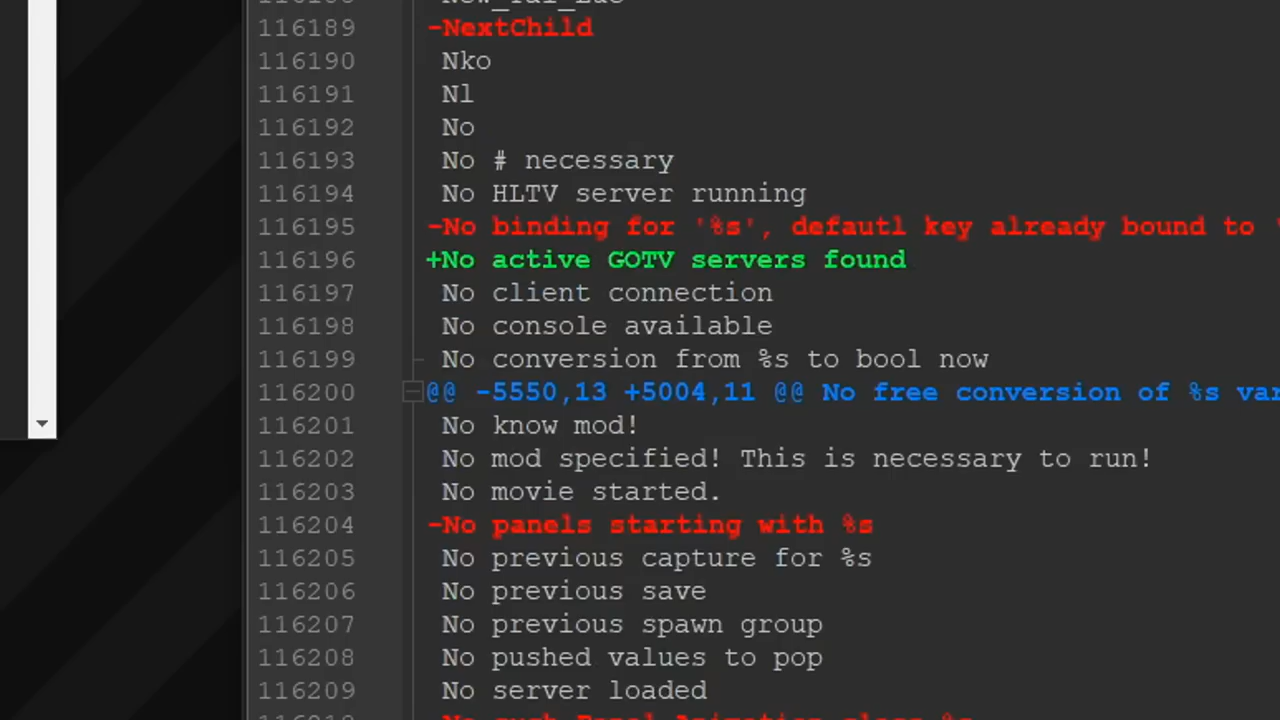 116189 -NextChild
116190 Nko
116191 Nl
116192 No
116193 No # necessary
116194 No HLTV server running
116195 -No binding for '%s', defautl key already bound to '
116196 +No active GOTV servers found
116197 No client connection
116198 No console available
116199 No conversion from %s to bool now
116200 @@ -5550,13 +5004,11 @@ No free conversion of %s var
116201 No know mod!
116202 No mod specified! This is necessary to run!
116203 No movie started.
116204 -No panels starting with %s
116205 No previous capture for %s
116206 No previous save
116207 No previous spawn group
116208 No pushed values to pop
116209 No server loaded